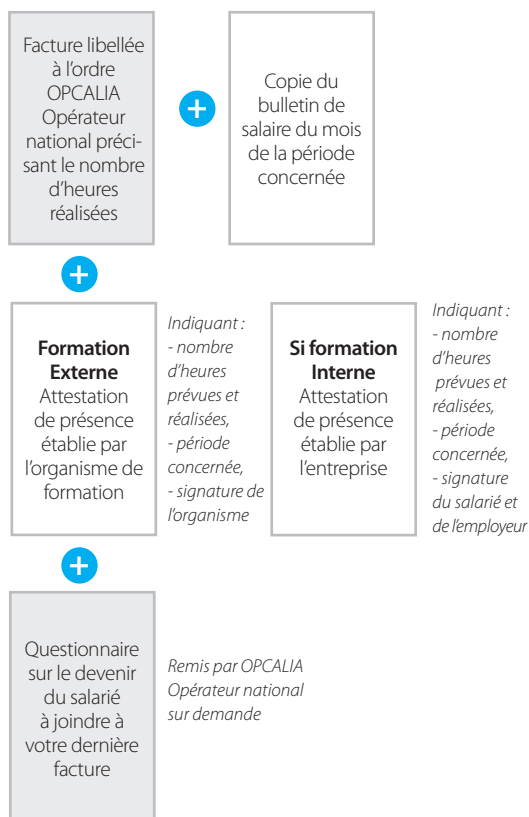 Facture libellée
à l'ordre
OPCALIA
Opérateur
national préci-
sant le nombre
d'heures
réalisées
+
Copie du
bulletin de
salaire du mois
de la période
concernée
+
Formation
Externe
Attestation
de présence
établie par
l'organisme de
formation
Indiquant :
- nombre
d'heures
prévues et
réalisées,
- période
concernée,
- signature de
l'organisme
Si formation
Interne
Attestation
de présence
établie par
l'entreprise
Indiquant :
- nombre
d'heures
prévues et
réalisées,
- période
concernée,
- signature
du salarié et
de l'employeur
+
Questionnaire
sur le devenir
du salarié
à joindre à
votre dernière
facture
Remis par OPCALIA
Opérateur national
sur demande